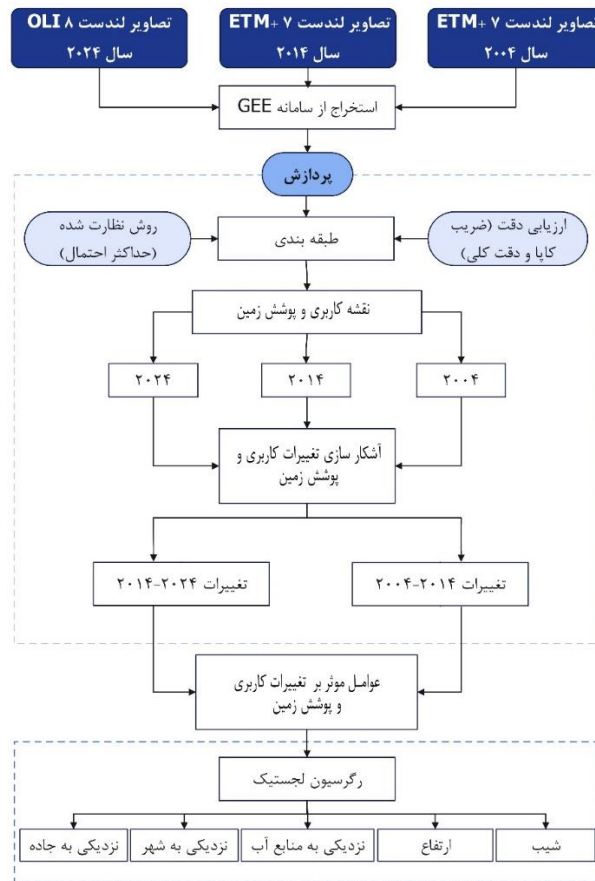 تصاویر لندست ۷ ETM+
سال ۲۰۰۴
تصاویر لندست ۷ ETM+
سال ۲۰۱۴
تصاویر لندست ۸ OLI
سال ۲۰۲۴
استخراج از سامانه GEE
پردازش
ارزیابی دقت (ضریب
کاپا و دقت کلی)
طبقه بندی
روش نظارت شده
(حداکثر احتمال)
نقشه کاربری و پوشش زمین
۲۰۰۴
۲۰۱۴
۲۰۲۴
آشکار سازی تغییرات کاربری و
پوشش زمین
تغییرات ۲۰۱۴-۲۰۰۴
تغییرات ۲۰۲۴-۲۰۱۴
عوامل موثر بر تغییرات کاربری
و پوشش زمین
رگرسیون لجستیک
شیب
ارتفاع
نزدیکی به منابع آب
نزدیکی به شهر
نزدیکی به جاده